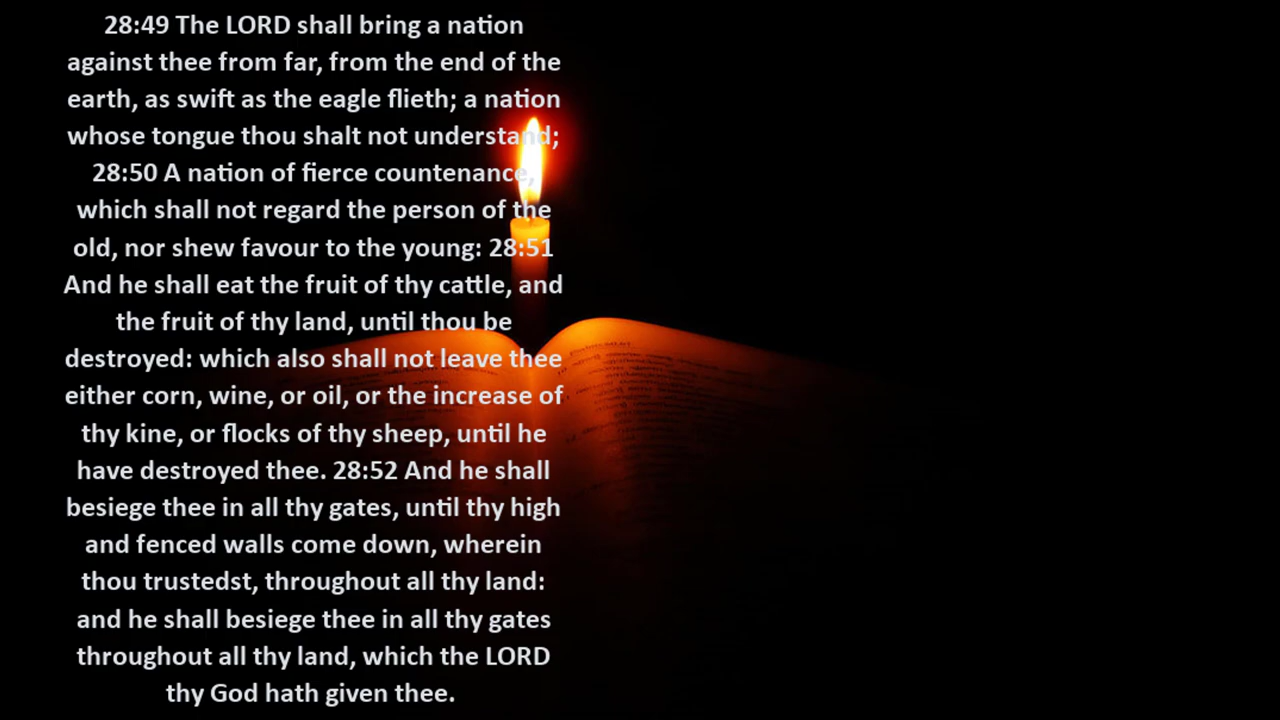 28:49 The LORD shall bring a nation
against thee from far, from the end of the
earth, as swift as the eagle flieth; a nation
whose tongue thou shalt not understand;
28:50 A nation of fierce countenance,
which shall not regard the person of the
old, nor shew favour to the young: 28:51
And he shall eat the fruit of thy cattle, and
the fruit of thy land, until thou be
destroyed: which also shall not leave thee
either corn, wine, or oil, or the increase of
thy kine, or flocks of thy sheep, until he
have destroyed thee. 28:52 And he shall
besiege thee in all thy gates, until thy high
and fenced walls come down, wherein
thou trustedst, throughout all thy land:
and he shall besiege thee in all thy gates
throughout all thy land, which the LORD
thy God hath given thee.